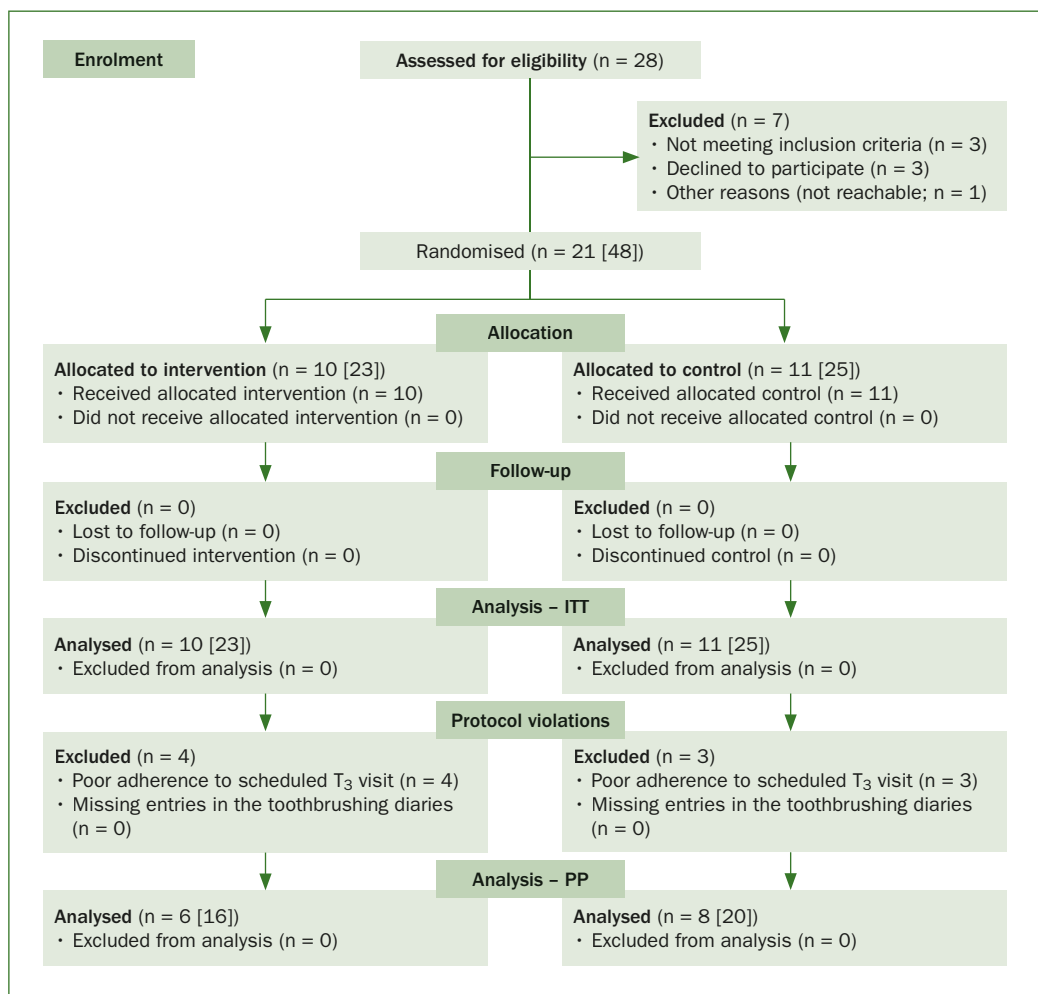 Enrolment
Assessed for eligibility (n = 28)
Excluded (n = 7)
· Not meeting inclusion criteria (n = 3)
· Declined to participate (n = 3)
· Other reasons (not reachable; n = 1)
Randomised (n = 21 [48])
Allocation
Allocated to intervention (n = 10 [23])
· Received allocated intervention (n = 10)
· Did not receive allocated intervention (n = 0)
Allocated to control (n = 11 [25])
· Received allocated control (n = 11)
· Did not receive allocated control (n = 0)
Follow-up
Excluded (n = 0)
· Lost to follow-up (n = 0)
· Discontinued intervention (n = 0)
Excluded (n = 0)
· Lost to follow-up (n = 0)
· Discontinued control (n = 0)
Analysis – ITT
Analysed (n = 10 [23])
· Excluded from analysis (n = 0)
Analysed (n = 11 [25])
· Excluded from analysis (n = 0)
Protocol violations
Excluded (n = 4)
· Poor adherence to scheduled T₃ visit (n = 4)
· Missing entries in the toothbrushing diaries
(n = 0)
Excluded (n = 3)
· Poor adherence to scheduled T₃ visit (n = 3)
· Missing entries in the toothbrushing diaries
(n = 0)
Analysis – PP
Analysed (n = 6 [16])
· Excluded from analysis (n = 0)
Analysed (n = 8 [20])
· Excluded from analysis (n = 0)